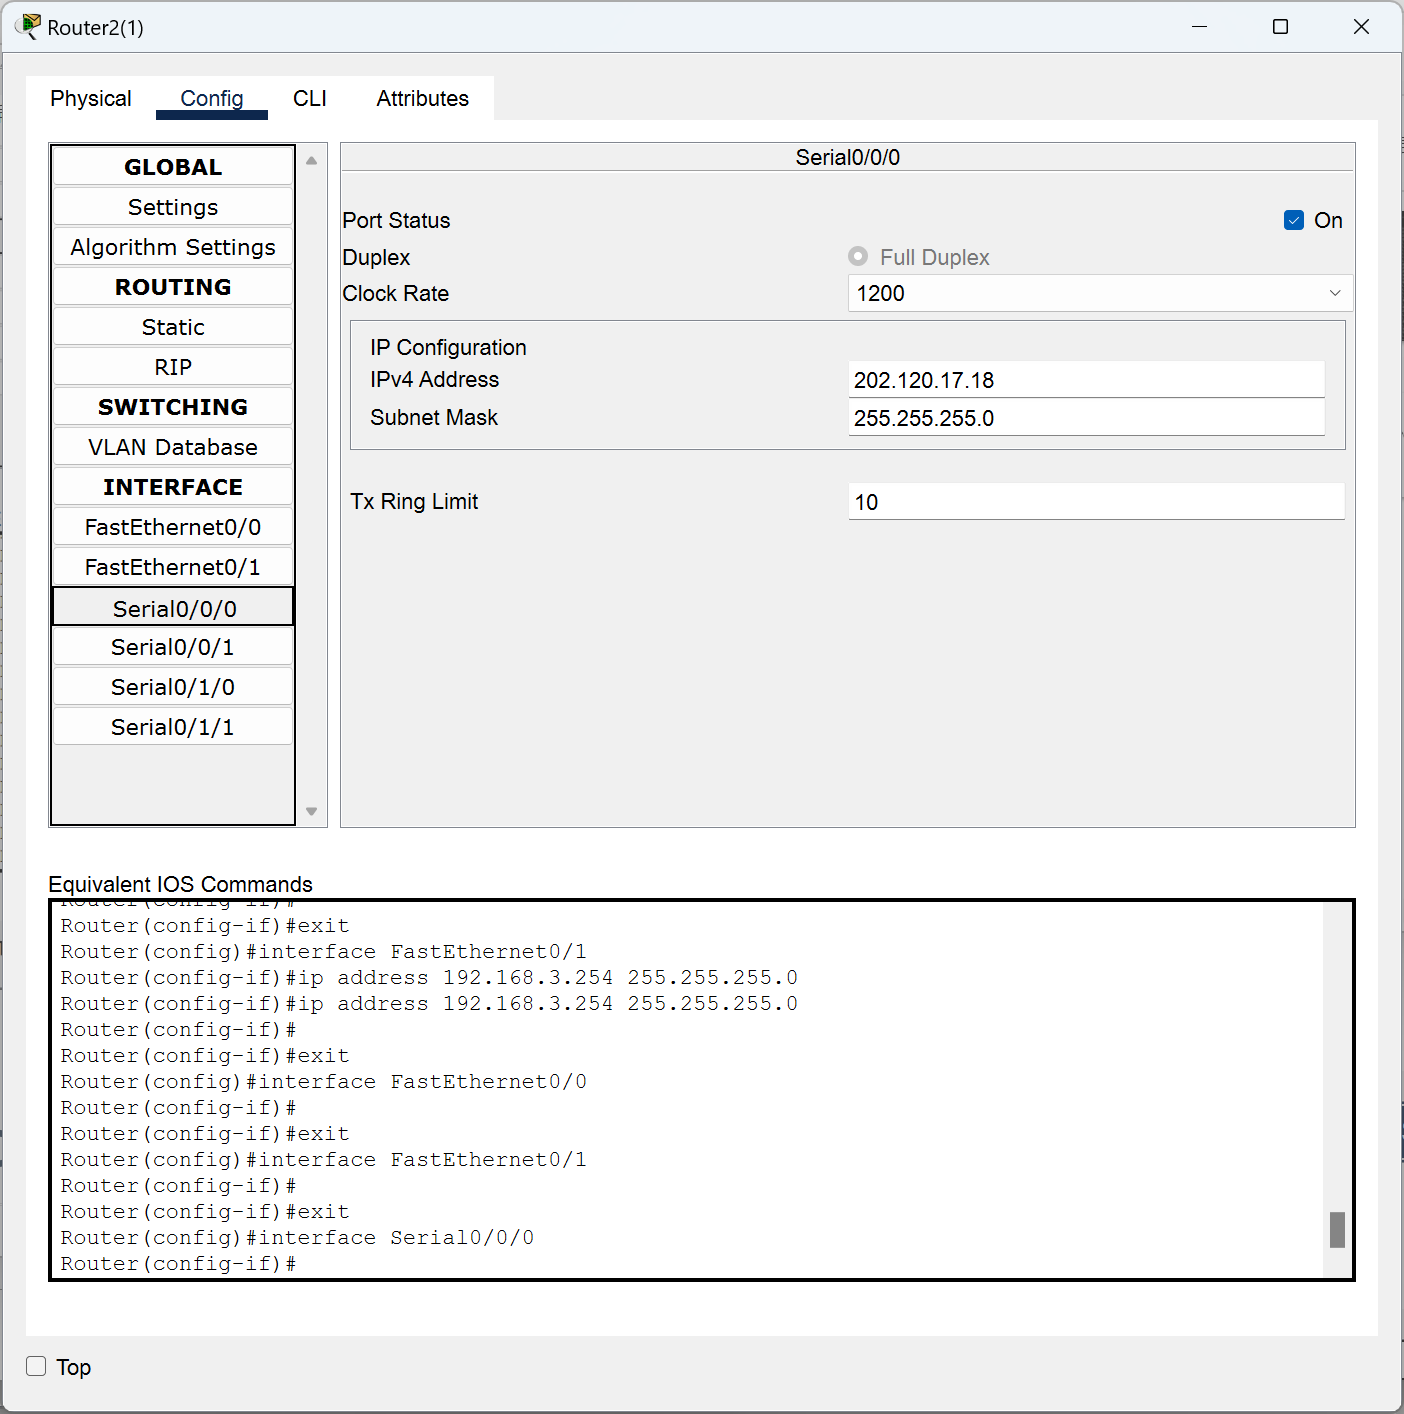 Router2(1)
Physical Config CLI Attributes
GLOBAL
Settings
Algorithm Settings
ROUTING
Static
RIP
SWITCHING
VLAN Database
INTERFACE
FastEthernet0/0
FastEthernet0/1
Serial0/0/0
Serial0/0/1
Serial0/1/0
Serial0/1/1
Serial0/0/0
Port Status On
Duplex Full Duplex
Clock Rate 1200
IP Configuration
IPv4 Address 202.120.17.18
Subnet Mask 255.255.255.0
Tx Ring Limit 10
Equivalent IOS Commands
Router(config-if)#
Router(config-if)#exit
Router(config)#interface FastEthernet0/1
Router(config-if)#ip address 192.168.3.254 255.255.255.0
Router(config-if)#ip address 192.168.3.254 255.255.255.0
Router(config-if)#
Router(config-if)#exit
Router(config)#interface FastEthernet0/0
Router(config-if)#
Router(config-if)#exit
Router(config)#interface FastEthernet0/1
Router(config-if)#
Router(config-if)#exit
Router(config)#interface Serial0/0/0
Router(config-if)#
Top